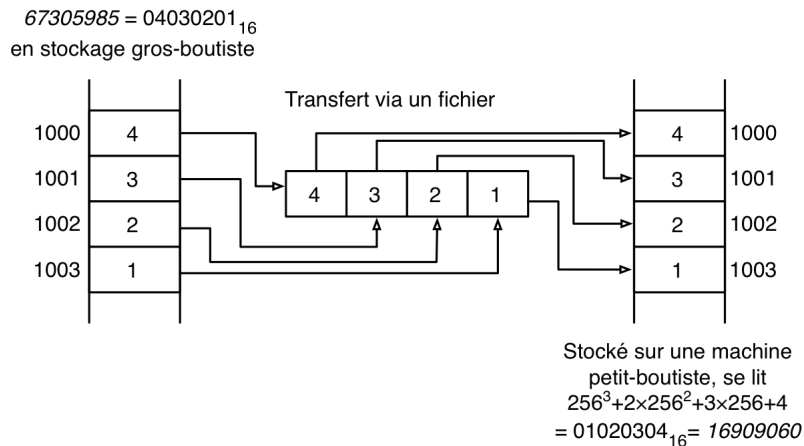 67305985 = 04030201₁₆
en stockage gros-boutiste
Transfert via un fichier
1000 4
1001 3
1002 2
1003 1
4 3 2 1
4 1000
3 1001
2 1002
1 1003
Stocké sur une machine
petit-boutiste, se lit
256³+2×256²+3×256+4
= 01020304₁₆= 16909060